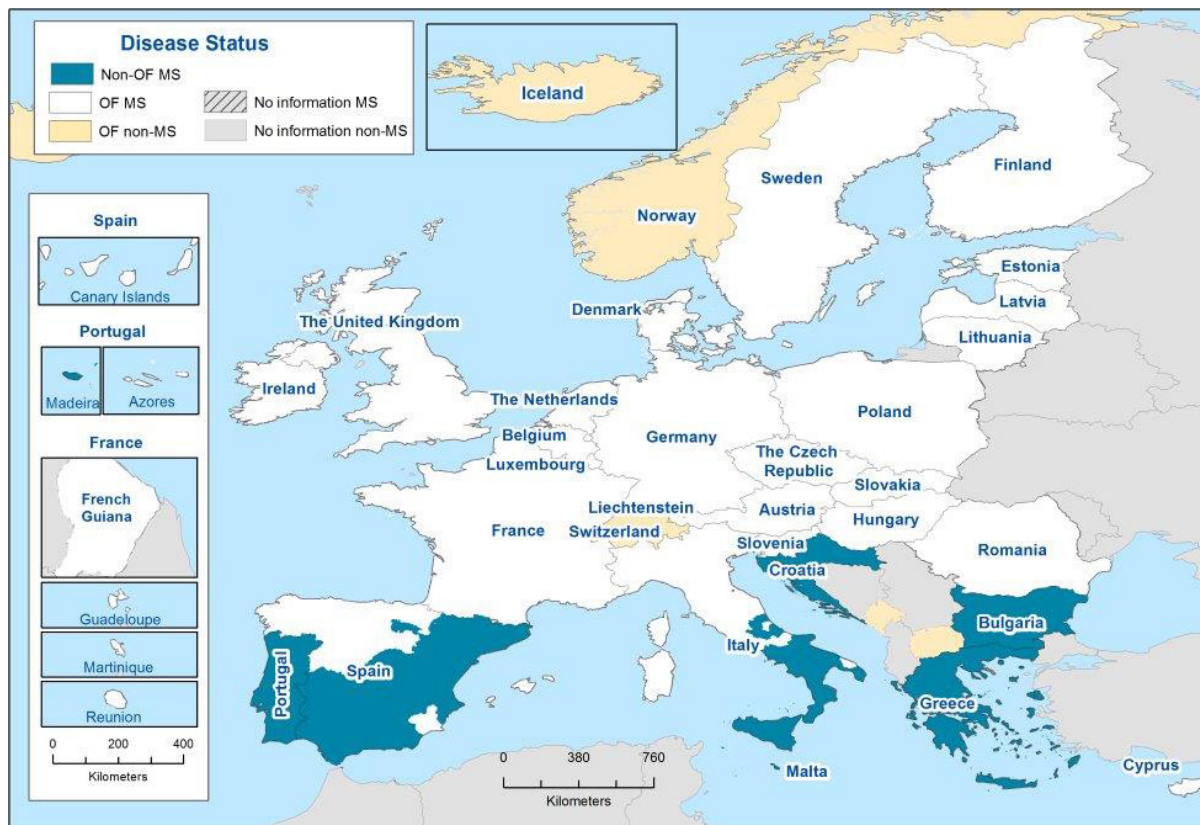 Disease Status
Non-OF MS
OF MS
No information MS
OF non-MS
No information non-MS
Iceland
Spain
Canary Islands
Portugal
Madeira
Azores
France
French
Guiana
Guadeloupe
Martinique
Reunion
0 200 400
Kilometers
Finland
Sweden
Norway
Estonia
Latvia
Lithuania
Denmark
The United Kingdom
Ireland
The Netherlands
Poland
Belgium
Germany
Luxembourg
The Czech
Republic
Slovakia
Liechtenstein
Austria
Hungary
France
Switzerland
Slovenia
Romania
Croatia
Bulgaria
Italy
Spain
Portugal
Greece
Malta
Cyprus
0 380 760
Kilometers